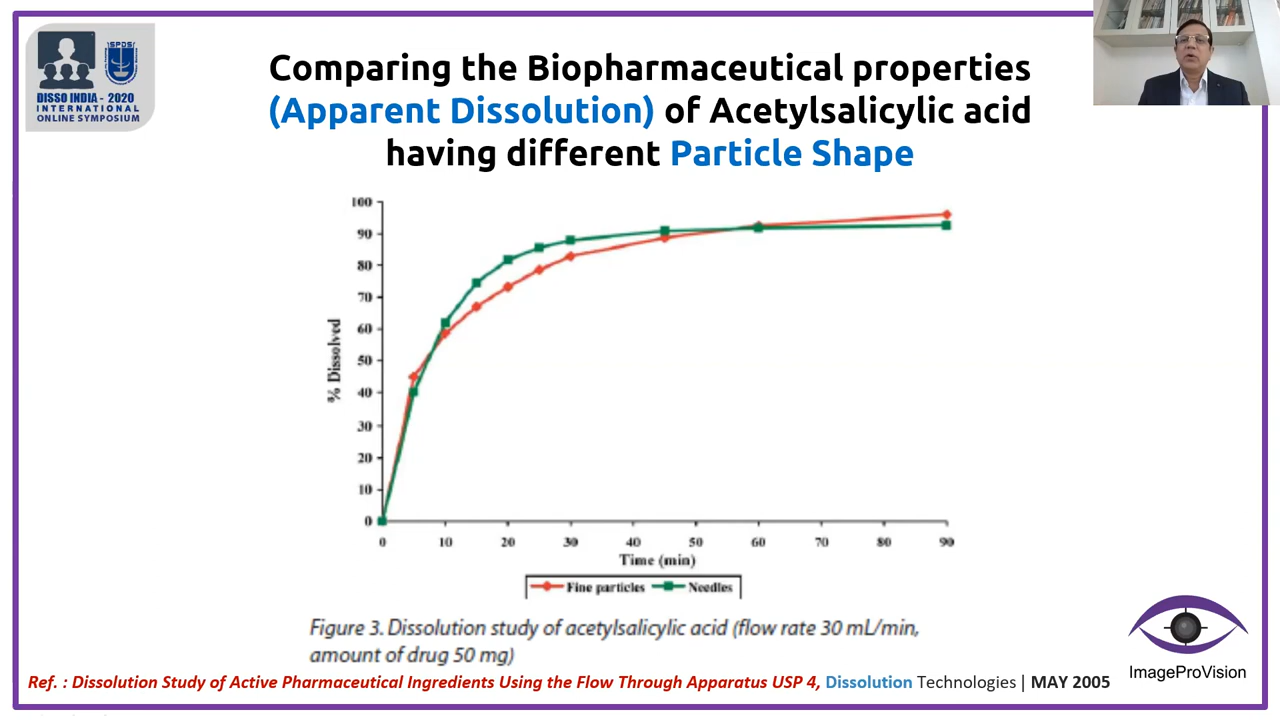 SPDS
DISSO INDIA - 2020
INTERNATIONAL
ONLINE SYMPOSIUM
Comparing the Biopharmaceutical properties
(Apparent Dissolution) of Acetylsalicylic acid
having different Particle Shape
100
90
80
70
60
50
40
30
20
10
0
% Dissolved
0 10 20 30 40 50 60 70 80 90
Time (min)
Fine particles Needles
Figure 3. Dissolution study of acetylsalicylic acid (flow rate 30 mL/min,
amount of drug 50 mg)
ImageProVision
Ref. : Dissolution Study of Active Pharmaceutical Ingredients Using the Flow Through Apparatus USP 4, Dissolution Technologies | MAY 2005